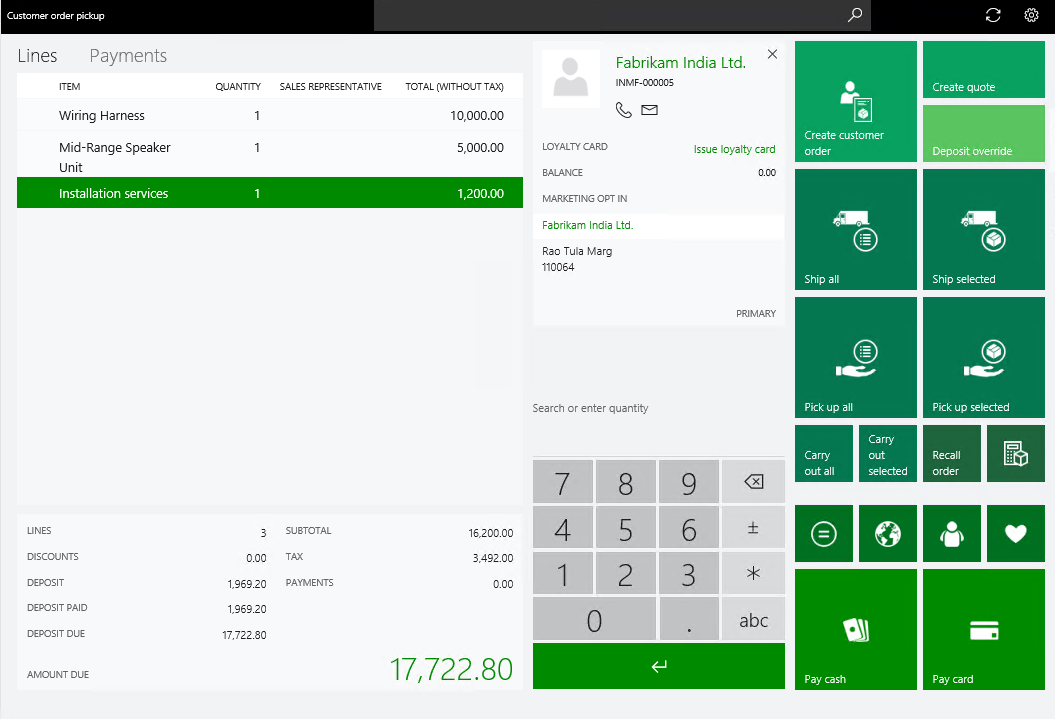 Customer order pickup
Lines Payments
ITEM QUANTITY SALES REPRESENTATIVE TOTAL (WITHOUT TAX)
Wiring Harness 1 10,000.00
Mid-Range Speaker 1 5,000.00
Unit
Installation services 1 1,200.00
LINES 3 SUBTOTAL 16,200.00
DISCOUNTS 0.00 TAX 3,492.00
DEPOSIT 1,969.20 PAYMENTS 0.00
DEPOSIT PAID 1,969.20
DEPOSIT DUE 17,722.80
AMOUNT DUE 17,722.80
Fabrikam India Ltd.
INMF-000005
LOYALTY CARD Issue loyalty card
BALANCE 0.00
MARKETING OPT IN
Fabrikam India Ltd.
Rao Tula Marg
110064
PRIMARY
Search or enter quantity
7 8 9
4 5 6 ±
1 2 3 *
0 . abc
Create customer
order
Create quote
Deposit override
Ship all
Ship selected
Pick up all
Pick up selected
Carry
out all
Carry
out
selected
Recall
order
Pay cash
Pay card